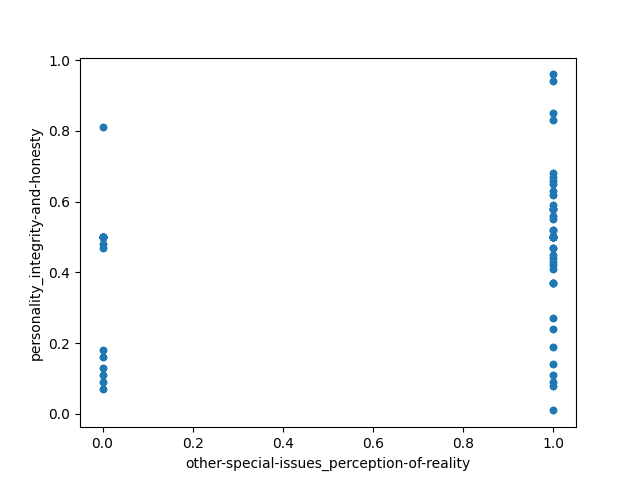 1.0
0.8
0.6
0.4
0.2
0.0
personality_integrity-and-honesty
0.0 0.2 0.4 0.6 0.8 1.0
other-special-issues_perception-of-reality